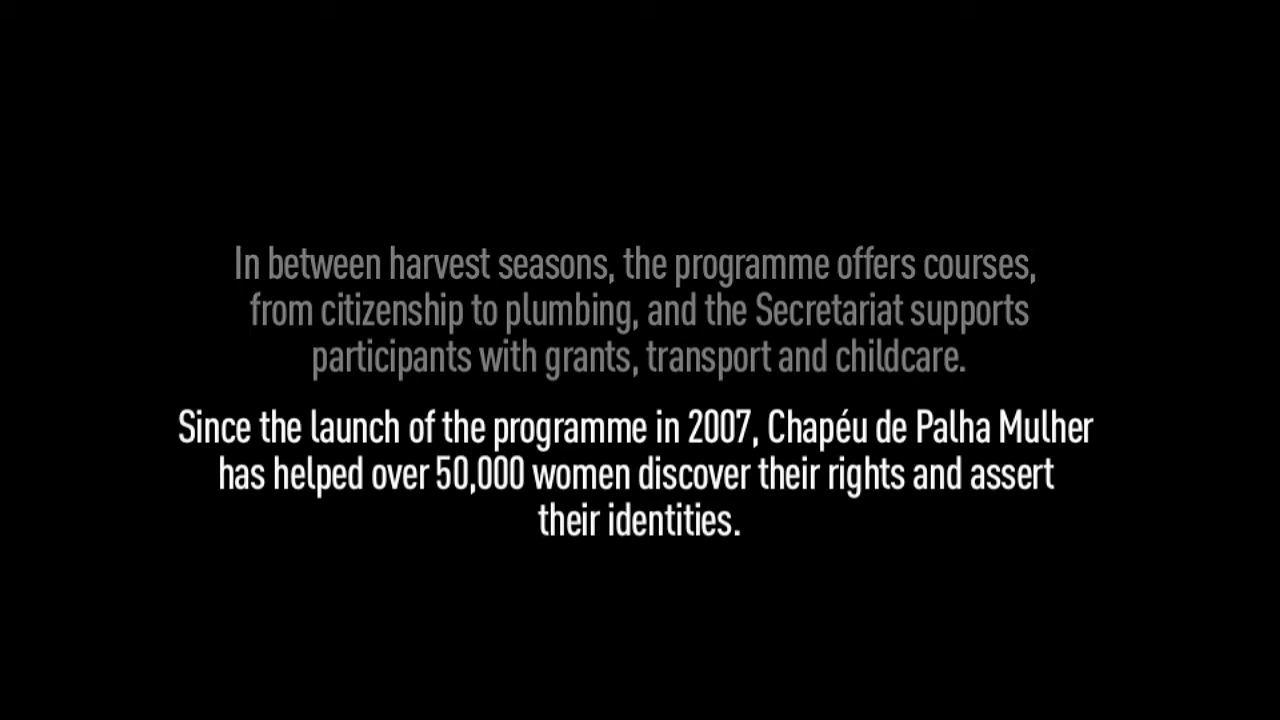 In between harvest seasons, the programme offers courses,
from citizenship to plumbing, and the Secretariat supports
participants with grants, transport and childcare.
Since the launch of the programme in 2007, Chapéu de Palha Mulher
has helped over 50,000 women discover their rights and assert
their identities.